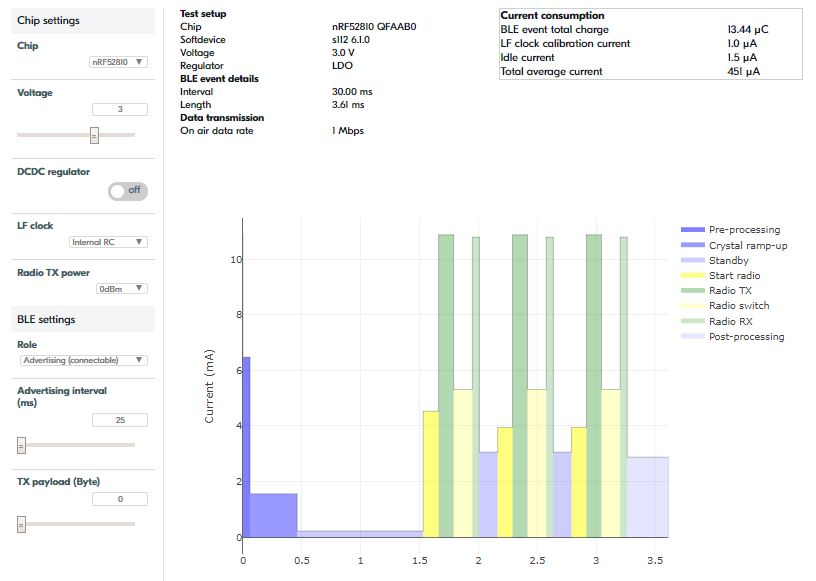 Chip settings
Chip
nRF52810 ▼
Voltage
3
DCDC regulator
off
LF clock
Internal RC ▼
Radio TX power
0dBm ▼
BLE settings
Role
Advertising (connectable) ▼
Advertising interval
(ms)
25
TX payload (Byte)
0
Test setup
Chip nRF52810 QFAAB0
Softdevice s112 6.1.0
Voltage 3.0 V
Regulator LDO
BLE event details
Interval 30.00 ms
Length 3.61 ms
Data transmission
On air data rate 1 Mbps
Current consumption
BLE event total charge 13.44 µC
LF clock calibration current 1.0 µA
Idle current 1.5 µA
Total average current 451 µA
Current (mA)
10
8
6
4
2
0
0 0.5 1 1.5 2 2.5 3 3.5
Pre-processing
Crystal ramp-up
Standby
Start radio
Radio TX
Radio switch
Radio RX
Post-processing